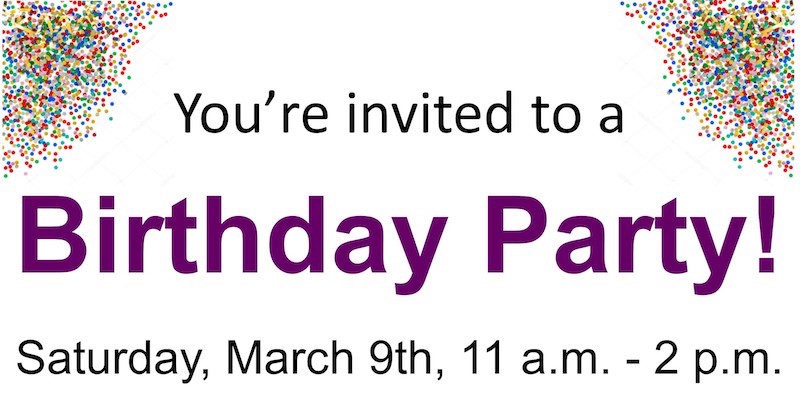 You’re invited to a
Birthday Party!
Saturday, March 9th, 11 a.m. - 2 p.m.